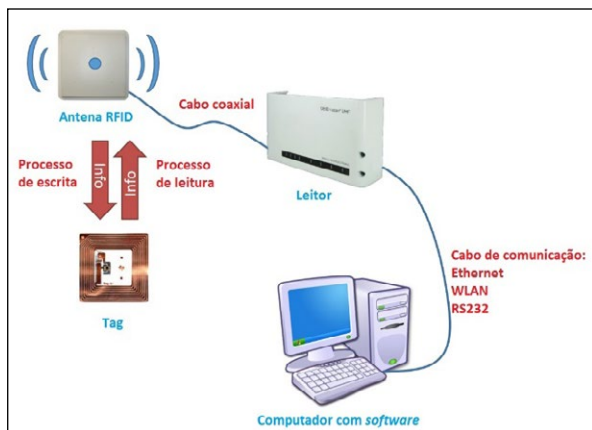 Antena RFID
Cabo coaxial
Leitor
Processo
de escrita
Info
Info
Processo
de leitura
Tag
Cabo de comunicação:
Ethernet
WLAN
RS232
Computador com software